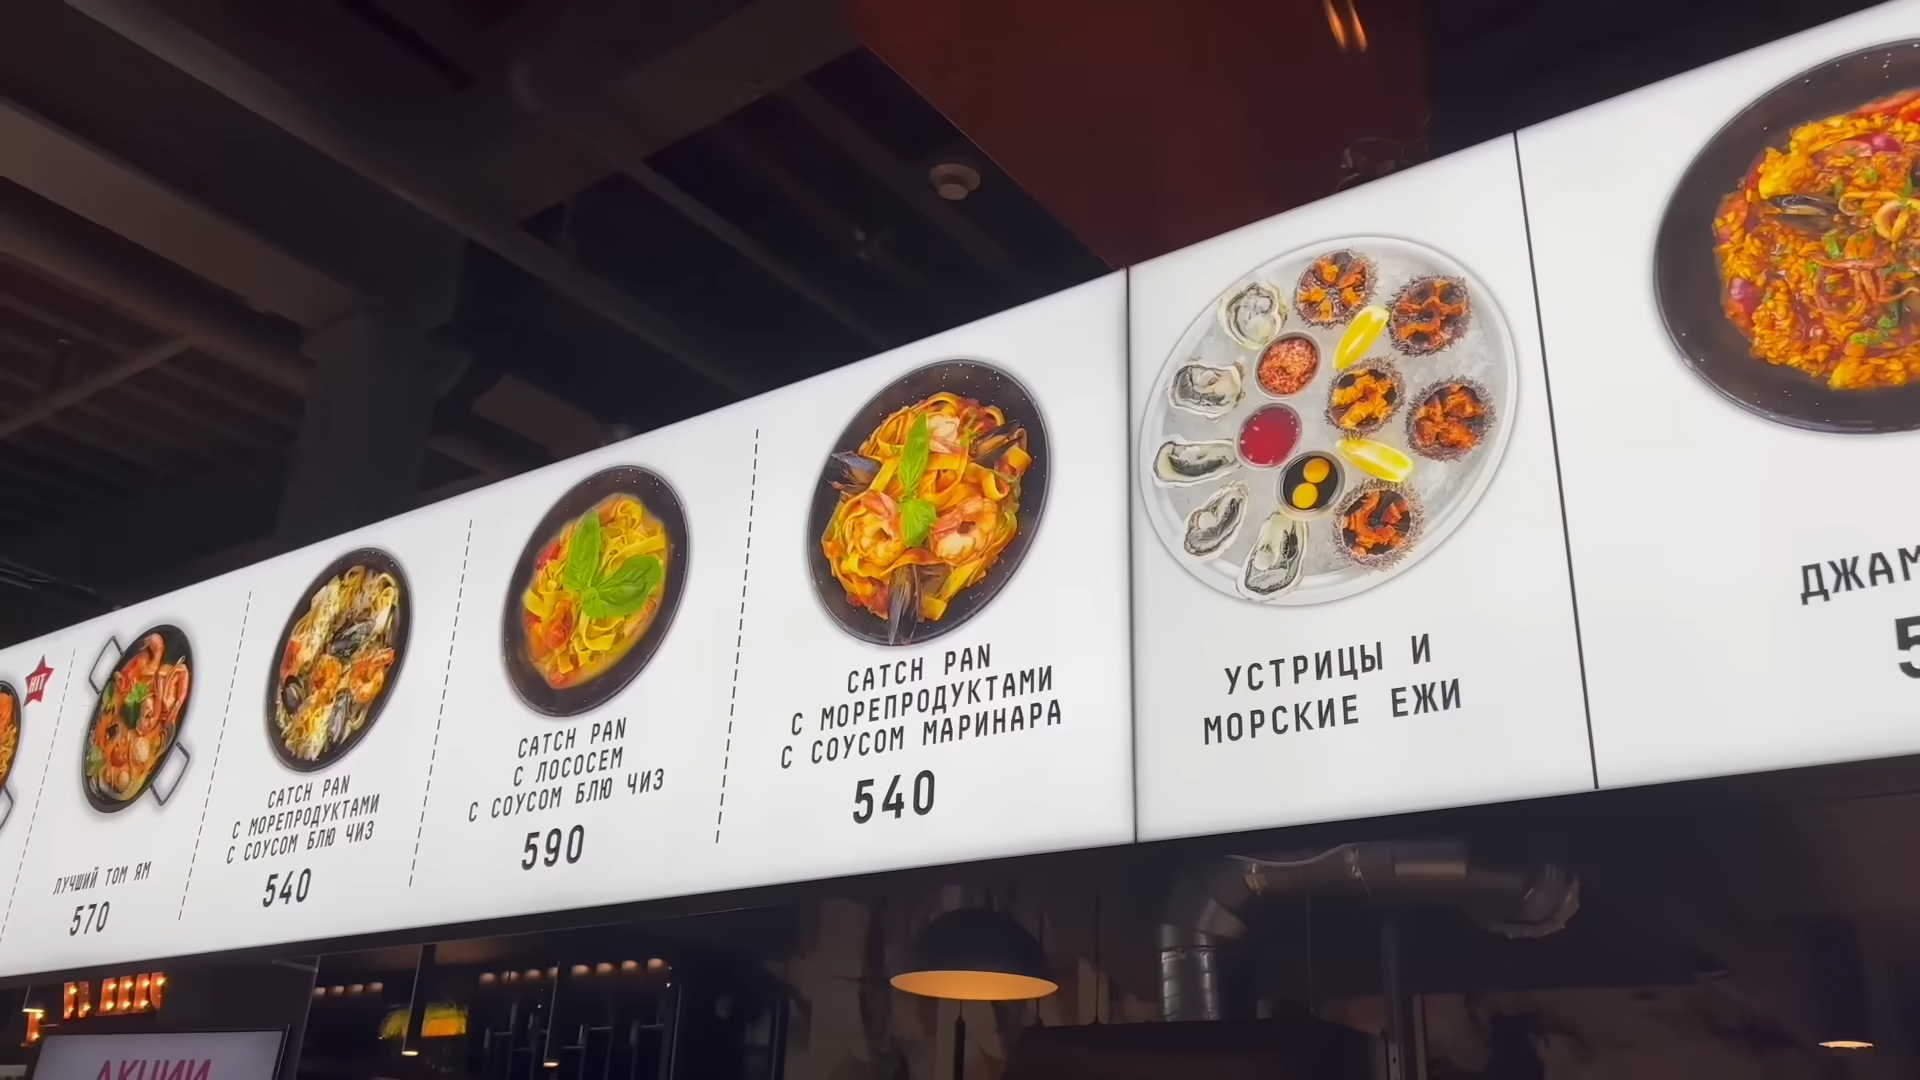 HIT
ЛУЧШИЙ ТОМ ЯМ
570
CATCH PAN
С МОРЕПРОДУКТАМИ
С СОУСОМ БЛЮ ЧИЗ
540
CATCH PAN
С ЛОСОСЕМ
С СОУСОМ БЛЮ ЧИЗ
590
CATCH PAN
С МОРЕПРОДУКТАМИ
С СОУСОМ МАРИНАРА
540
УСТРИЦЫ И
МОРСКИЕ ЕЖИ
АКЦИИ